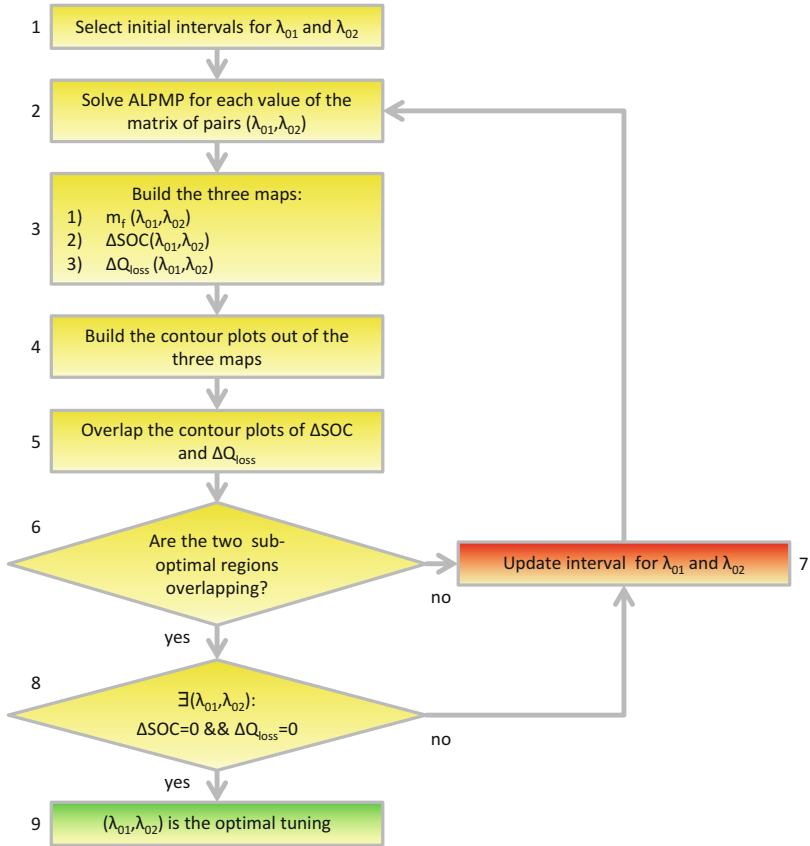 1
Select initial intervals for λ₀₁ and λ₀₂
2
Solve ALPMP for each value of the
matrix of pairs (λ₀₁,λ₀₂)
3
Build the three maps:
1) m_f (λ₀₁,λ₀₂)
2) ΔSOC(λ₀₁,λ₀₂)
3) ΔQ_loss (λ₀₁,λ₀₂)
4
Build the contour plots out of the
three maps
5
Overlap the contour plots of ΔSOC
and ΔQ_loss
6
Are the two sub-
optimal regions
overlapping?
no
Update interval for λ₀₁ and λ₀₂
7
yes
8
∃(λ₀₁,λ₀₂):
ΔSOC=0 && ΔQ_loss=0
no
yes
9
(λ₀₁,λ₀₂) is the optimal tuning